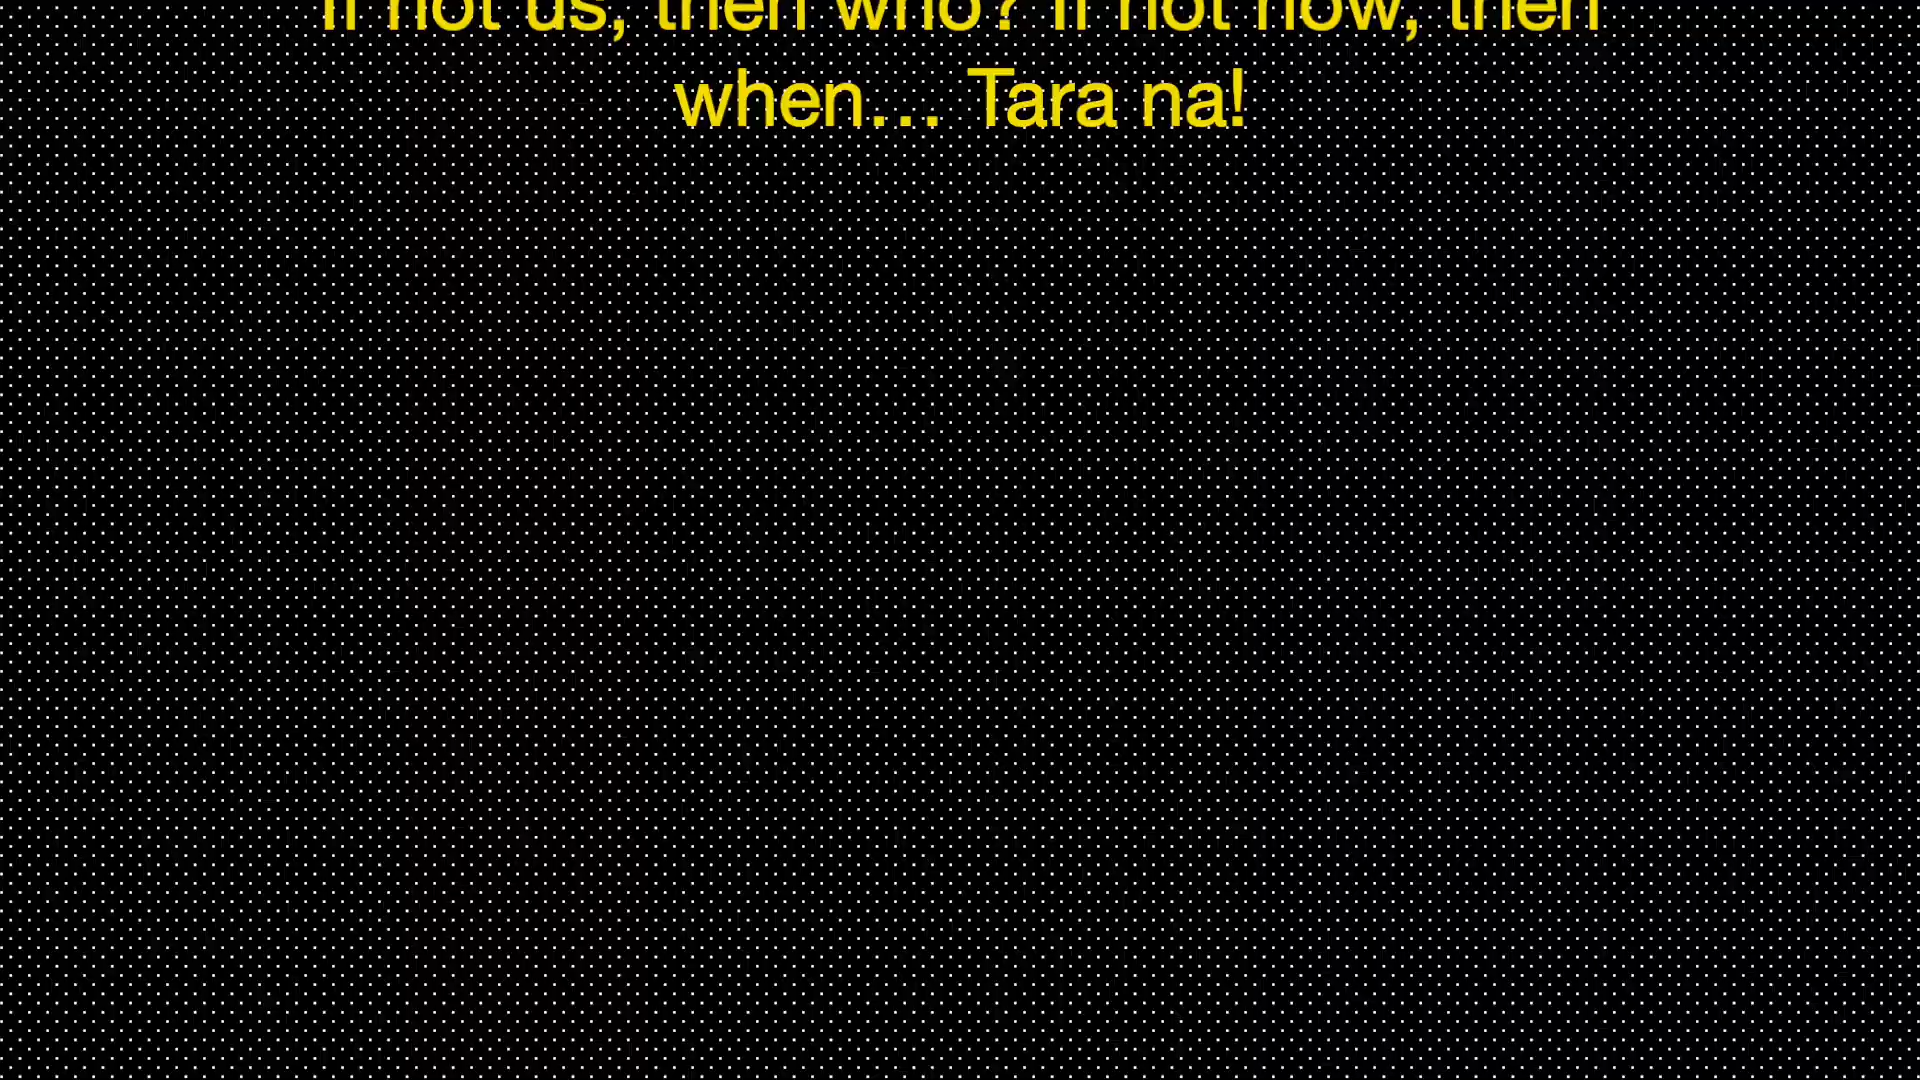 If not us, then who? If not now, then
when... Tara na!